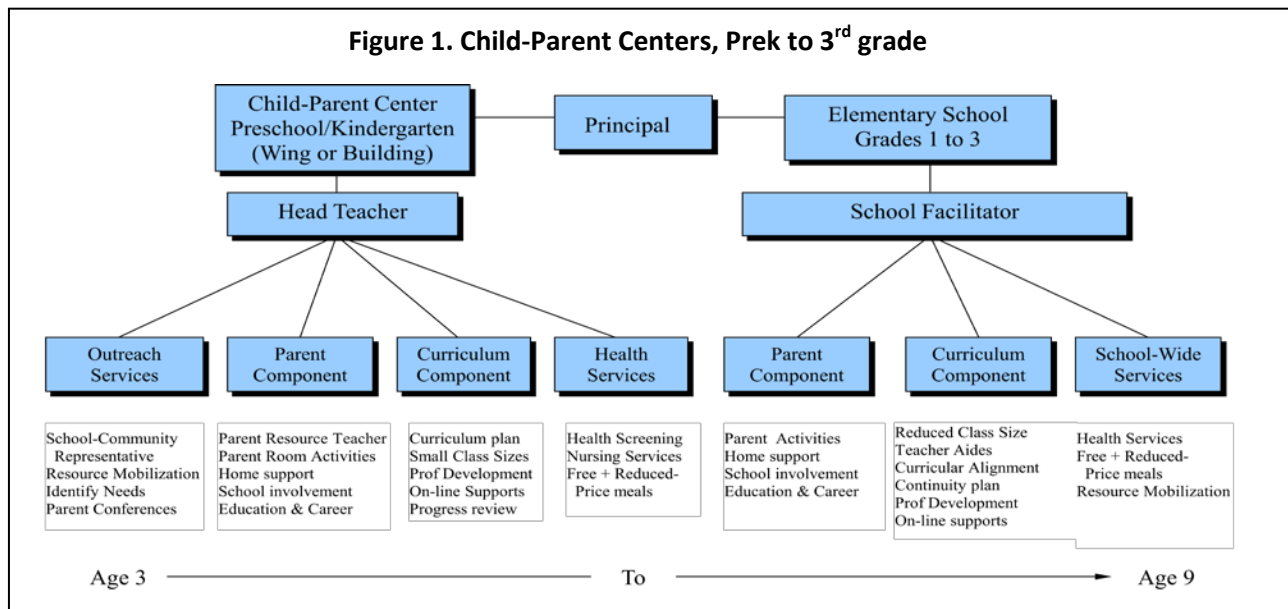 Figure 1. Child-Parent Centers, Prek to 3rd grade
Child-Parent Center
Preschool/Kindergarten
(Wing or Building)
Principal
Elementary School
Grades 1 to 3
Head Teacher
School Facilitator
Outreach
Services
Parent
Component
Curriculum
Component
Health
Services
Parent
Component
Curriculum
Component
School-Wide
Services
School-Community
Representative
Resource Mobilization
Identify Needs
Parent Conferences
Parent Resource Teacher
Parent Room Activities
Home support
School involvement
Education & Career
Curriculum plan
Small Class Sizes
Prof Development
On-line Supports
Progress review
Health Screening
Nursing Services
Free + Reduced-
Price meals
Parent Activities
Home support
School involvement
Education & Career
Reduced Class Size
Teacher Aides
Curricular Alignment
Continuity plan
Prof Development
On-line supports
Health Services
Free + Reduced-
Price meals
Resource Mobilization
Age 3
To
Age 9